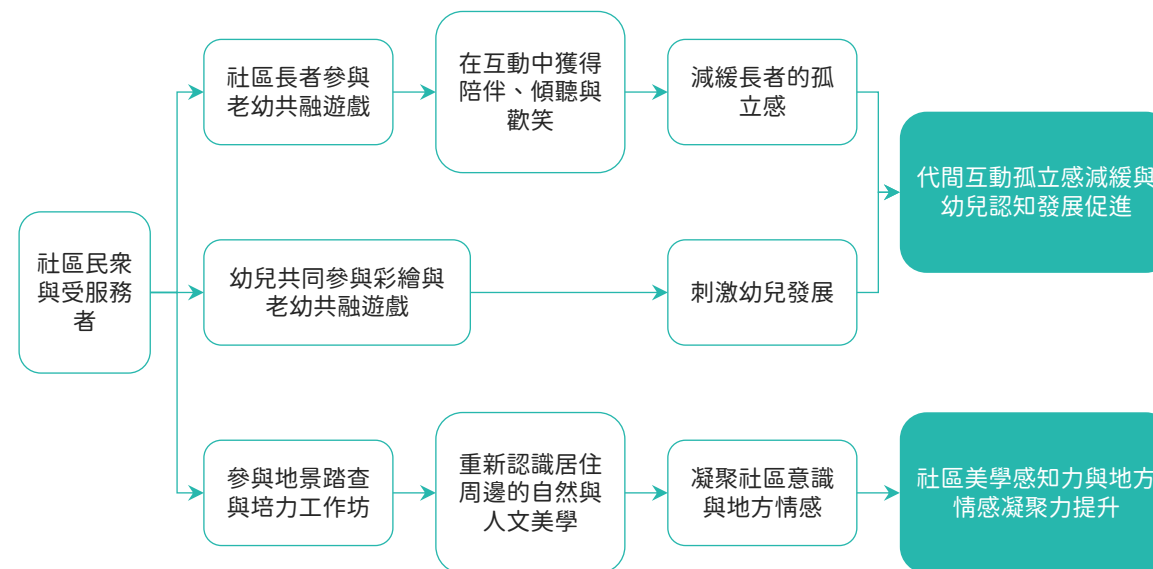 社區民眾
與受服務
者
社區長者參與
老幼共融遊戲
在互動中獲得
陪伴、傾聽與
歡笑
減緩長者的孤
立感
幼兒共同參與彩繪與
老幼共融遊戲
刺激幼兒發展
代間互動孤立感減緩與
幼兒認知發展促進
參與地景踏查
與培力工作坊
重新認識居住
周邊的自然與
人文美學
凝聚社區意識
與地方情感
社區美學感知力與地方
情感凝聚力提升